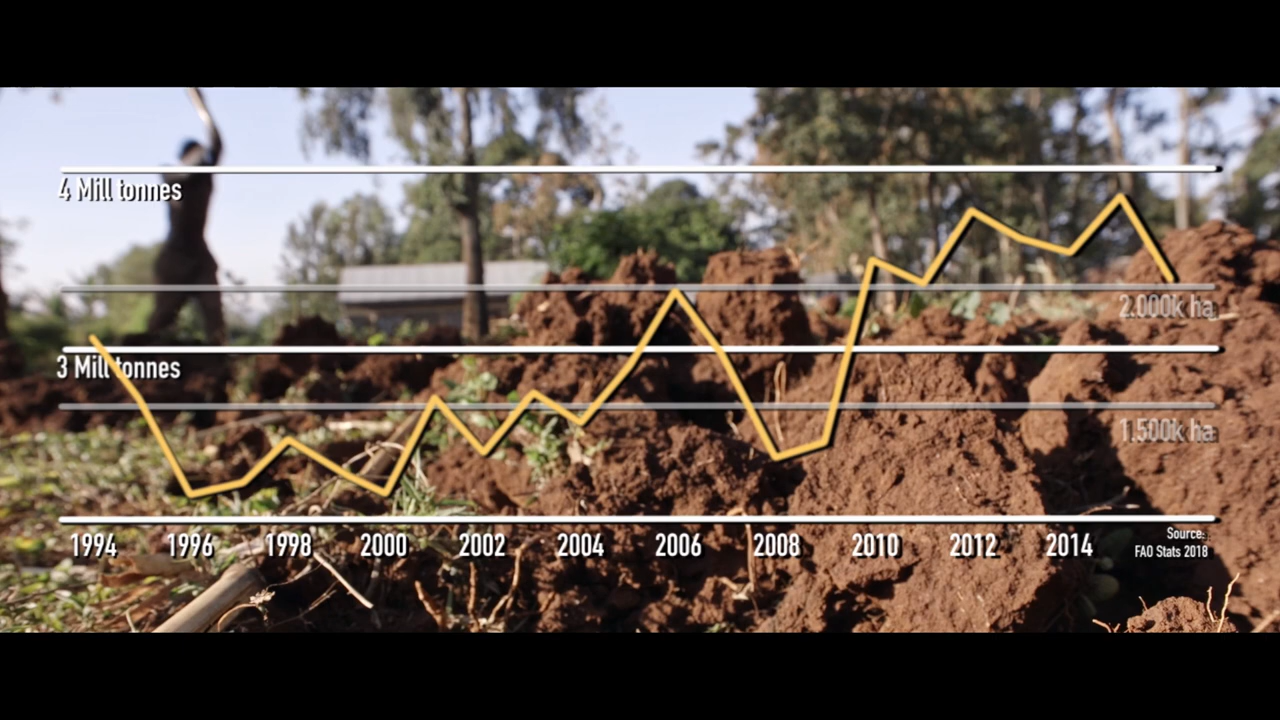 4 Mill tonnes
2.000k ha
3 Mill tonnes
1.500k ha
1994 1996 1998 2000 2002 2004 2006 2008 2010 2012 2014
Source:
FAO Stats 2018